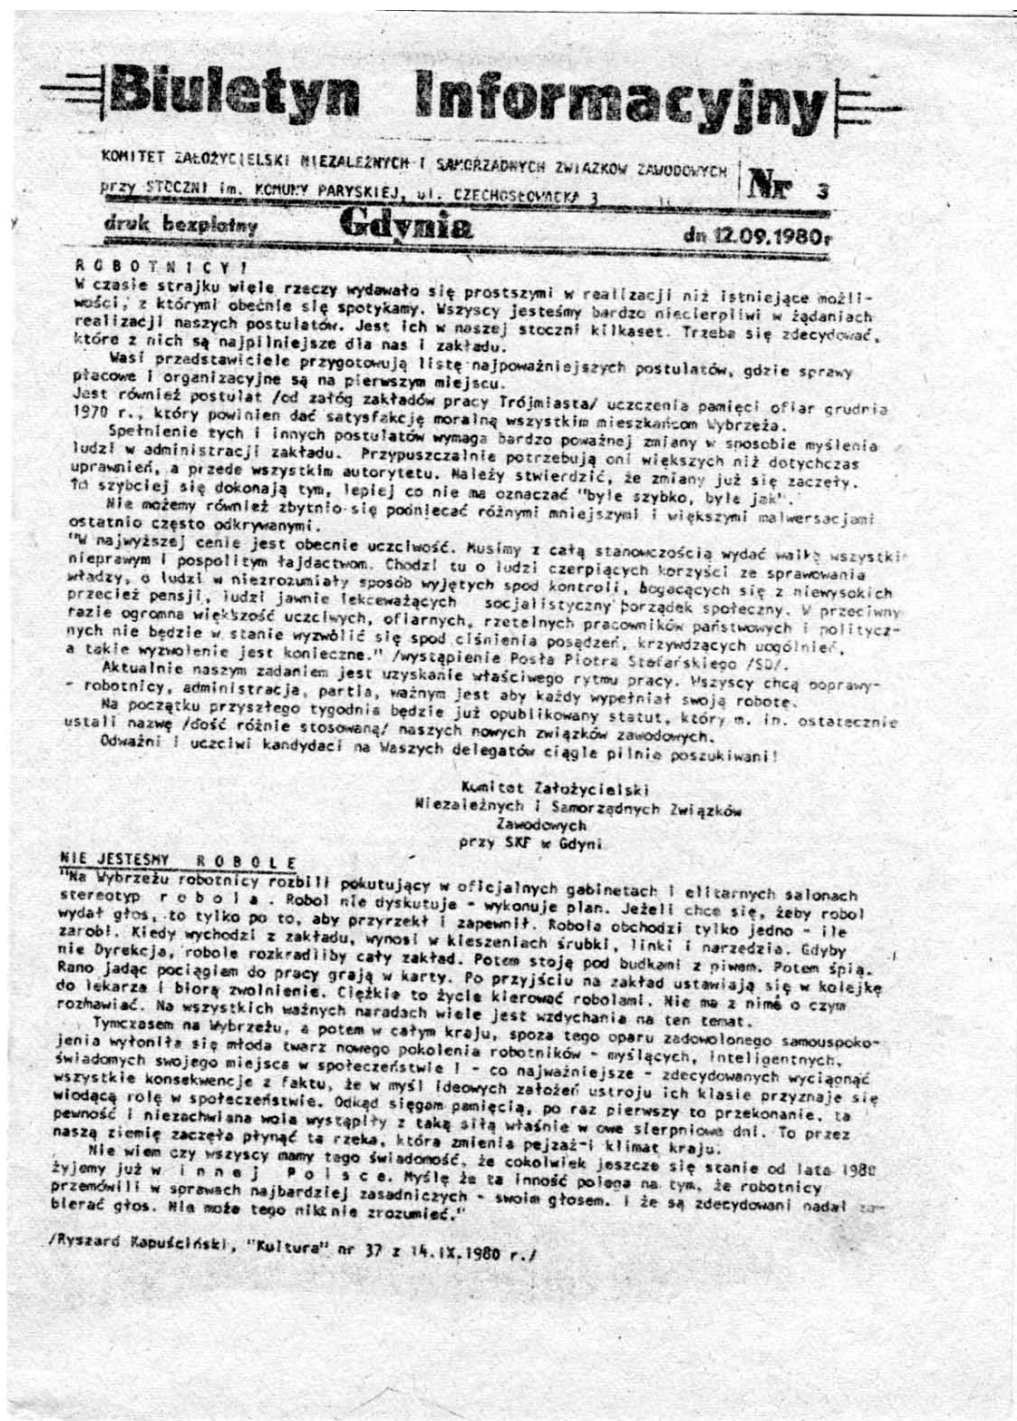 Biuletyn Informacyjny
KOMITET ZAŁOŻYCIELSKI NIEZALEŻNYCH I SAMORZĄDNYCH ZWIĄZKOW ZAWODOWYCH
przy STOCZNI im. KOMUNY PARYSKIEJ, ul. CZECHOSŁOWACKA 3
Nr 3
druk bezpłatny Gdynia dn 12.09.1980r
R O B O T N I C Y !
W czasie strajku wiele rzeczy wydawało się prostszymi w realizacji niż istniejące możli-
wości, z którymi obecnie się spotykamy. Wszyscy jesteśmy bardzo niecierpliwi w żądaniach
realizacji naszych postulatów. Jest ich w naszej stoczni kilkaset. Trzeba się zdecydować,
które z nich są najpilniejsze dla nas i zakładu.
Wasi przedstawiciele przygotowują listę najpoważniejszych postulatów, gdzie sprawy
płacowe i organizacyjne są na pierwszym miejscu.
Jest również postulat /od załóg zakładów pracy Trójmiasta/ uczczenia pamięci ofiar grudnia
1970 r., który powinien dać satysfakcję moralną wszystkim mieszkańcom Wybrzeża.
Spełnienie tych i innych postulatów wymaga bardzo poważnej zmiany w sposobie myślenia
ludzi w administracji zakładu. Przypuszczalnie potrzebują oni większych niż dotychczas
uprawnień, a przede wszystkim autorytetu. Należy stwierdzić, że zmiany już się zaczęły.
Im szybciej się dokonają tym, lepiej co nie ma oznaczać "byle szybko, byle jak".
Nie możemy również zbytnio się podniecać różnymi mniejszymi i większymi malwersacjami
ostatnio często odkrywanymi.
"W najwyższej cenie jest obecnie uczciwość. Musimy z całą stanowczością wydać walkę wszystkim
nieprawym i pospolitym łajdactwom. Chodzi tu o ludzi czerpiących korzyści ze sprawowania
władzy, o ludzi w niezrozumiały sposób wyjętych spod kontroli, bogacących się z niewysokich
przecież pensji, ludzi jawnie lekceważących socjalistyczny porządek społeczny. W przeciwnym
razie ogromna większość uczciwych, ofiarnych, rzetelnych pracowników państwowych i politycz-
nych nie będzie w stanie wyzwolić się spod ciśnienia posądzeń, krzywdzących uogólnień,
a takie wyzwolenie jest konieczne." /wystąpienie Posła Piotra Stefańskiego /SD/.
Aktualnie naszym zadaniem jest uzyskanie właściwego rytmu pracy. Wszyscy chcą poprawy-
- robotnicy, administracja, partia, ważnym jest aby każdy wypełniał swoją robotę.
Na początku przyszłego tygodnia będzie już opublikowany statut, który m. in. ostatecznie
ustali nazwę /dość różnie stosowaną/ naszych nowych związków zawodowych.
Odważni i uczciwi kandydaci na Waszych delegatów ciągle pilnie poszukiwani!
Komitet Założycielski
Niezależnych i Samorządnych Związków
Zawodowych
przy SKP w Gdyni
NIE JESTESMY R O B O L E
"Na Wybrzeżu robotnicy rozbili pokutujący w oficjalnych gabinetach i elitarnych salonach
stereotyp r o b o l a . Robol nie dyskutuje - wykonuje plan. Jeżeli chce się, żeby robol
wydał głos, to tylko po to, aby przyrzekł i zapewnił. Robola obchodzi tylko jedno - ile
zarobi. Kiedy wychodzi z zakładu, wynosi w kieszeniach śrubki, linki i narzędzia. Gdyby
nie Dyrekcja, robole rozkradliby cały zakład. Potem stoją pod budkami z piwem. Potem śpią.
Rano jadąc pociągiem do pracy grają w karty. Po przyjściu na zakład ustawiają się w kolejkę
do lekarza i biorą zwolnienie. Ciężkie to życie kierować robolami. Nie ma z nimi o czym
rozmawiać. Na wszystkich ważnych naradach wiele jest wzdychania na ten temat.
Tymczasem na Wybrzeżu, a potem w całym kraju, spoza tego oparu zadowolonego samouspoko-
jenia wyłoniła się młoda twarz nowego pokolenia robotników - myślących, inteligentnych,
świadomych swojego miejsca w społeczeństwie i - co najważniejsze - zdecydowanych wyciągnąć
wszystkie konsekwencje z faktu, że w myśl ideowych założeń ustroju ich klasie przyznaje się
wiodącą rolę w społeczeństwie. Odkąd sięgam pamięcią, po raz pierwszy to przekonanie, ta
pewność i niezachwiana wola wystąpiły z taką siłą właśnie w owe sierpniowe dni. To przez
naszą ziemię zaczęła płynąć ta rzeka, która zmienia pejzaż i klimat kraju.
Nie wiem czy wszyscy mamy tego świadomość, że cokolwiek jeszcze się stanie od lata 1980
żyjemy już w i n n e j P o l s c e. Myślę że ta inność polega na tym, że robotnicy
przemówili w sprawach najbardziej zasadniczych - swoim głosem. I że są zdecydowani nadal za-
bierać głos. Nie może tego nikt nie zrozumieć."
/Ryszard Kapuściński, "Kultura" nr 37 z 14.IX.1980 r./